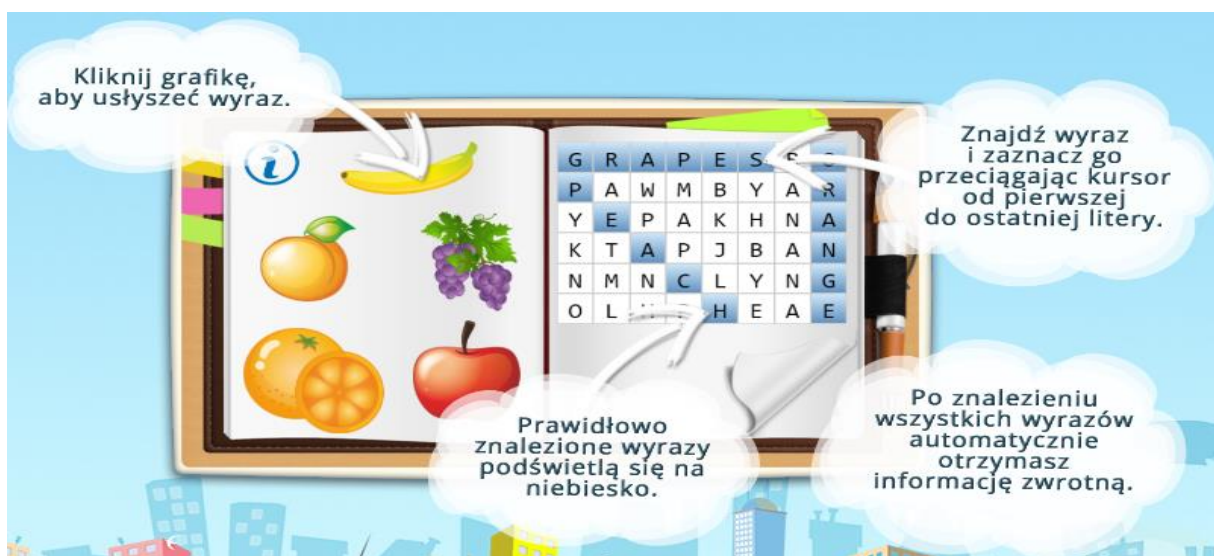 Kliknij grafikę,
aby usłyszeć wyraz.
Znajdź wyraz
i zaznacz go
przeciągając kursor
od pierwszej
do ostatniej litery.
i
G R A P E S
P A W M B Y A R
Y E P A K H N A
K T A P J B A N
N M N C L Y N G
O L H E A E
Prawidłowo
znalezione wyrazy
podświetlą się na
niebiesko.
Po znalezieniu
wszystkich wyrazów
automatycznie
otrzymasz
informację zwrotną.